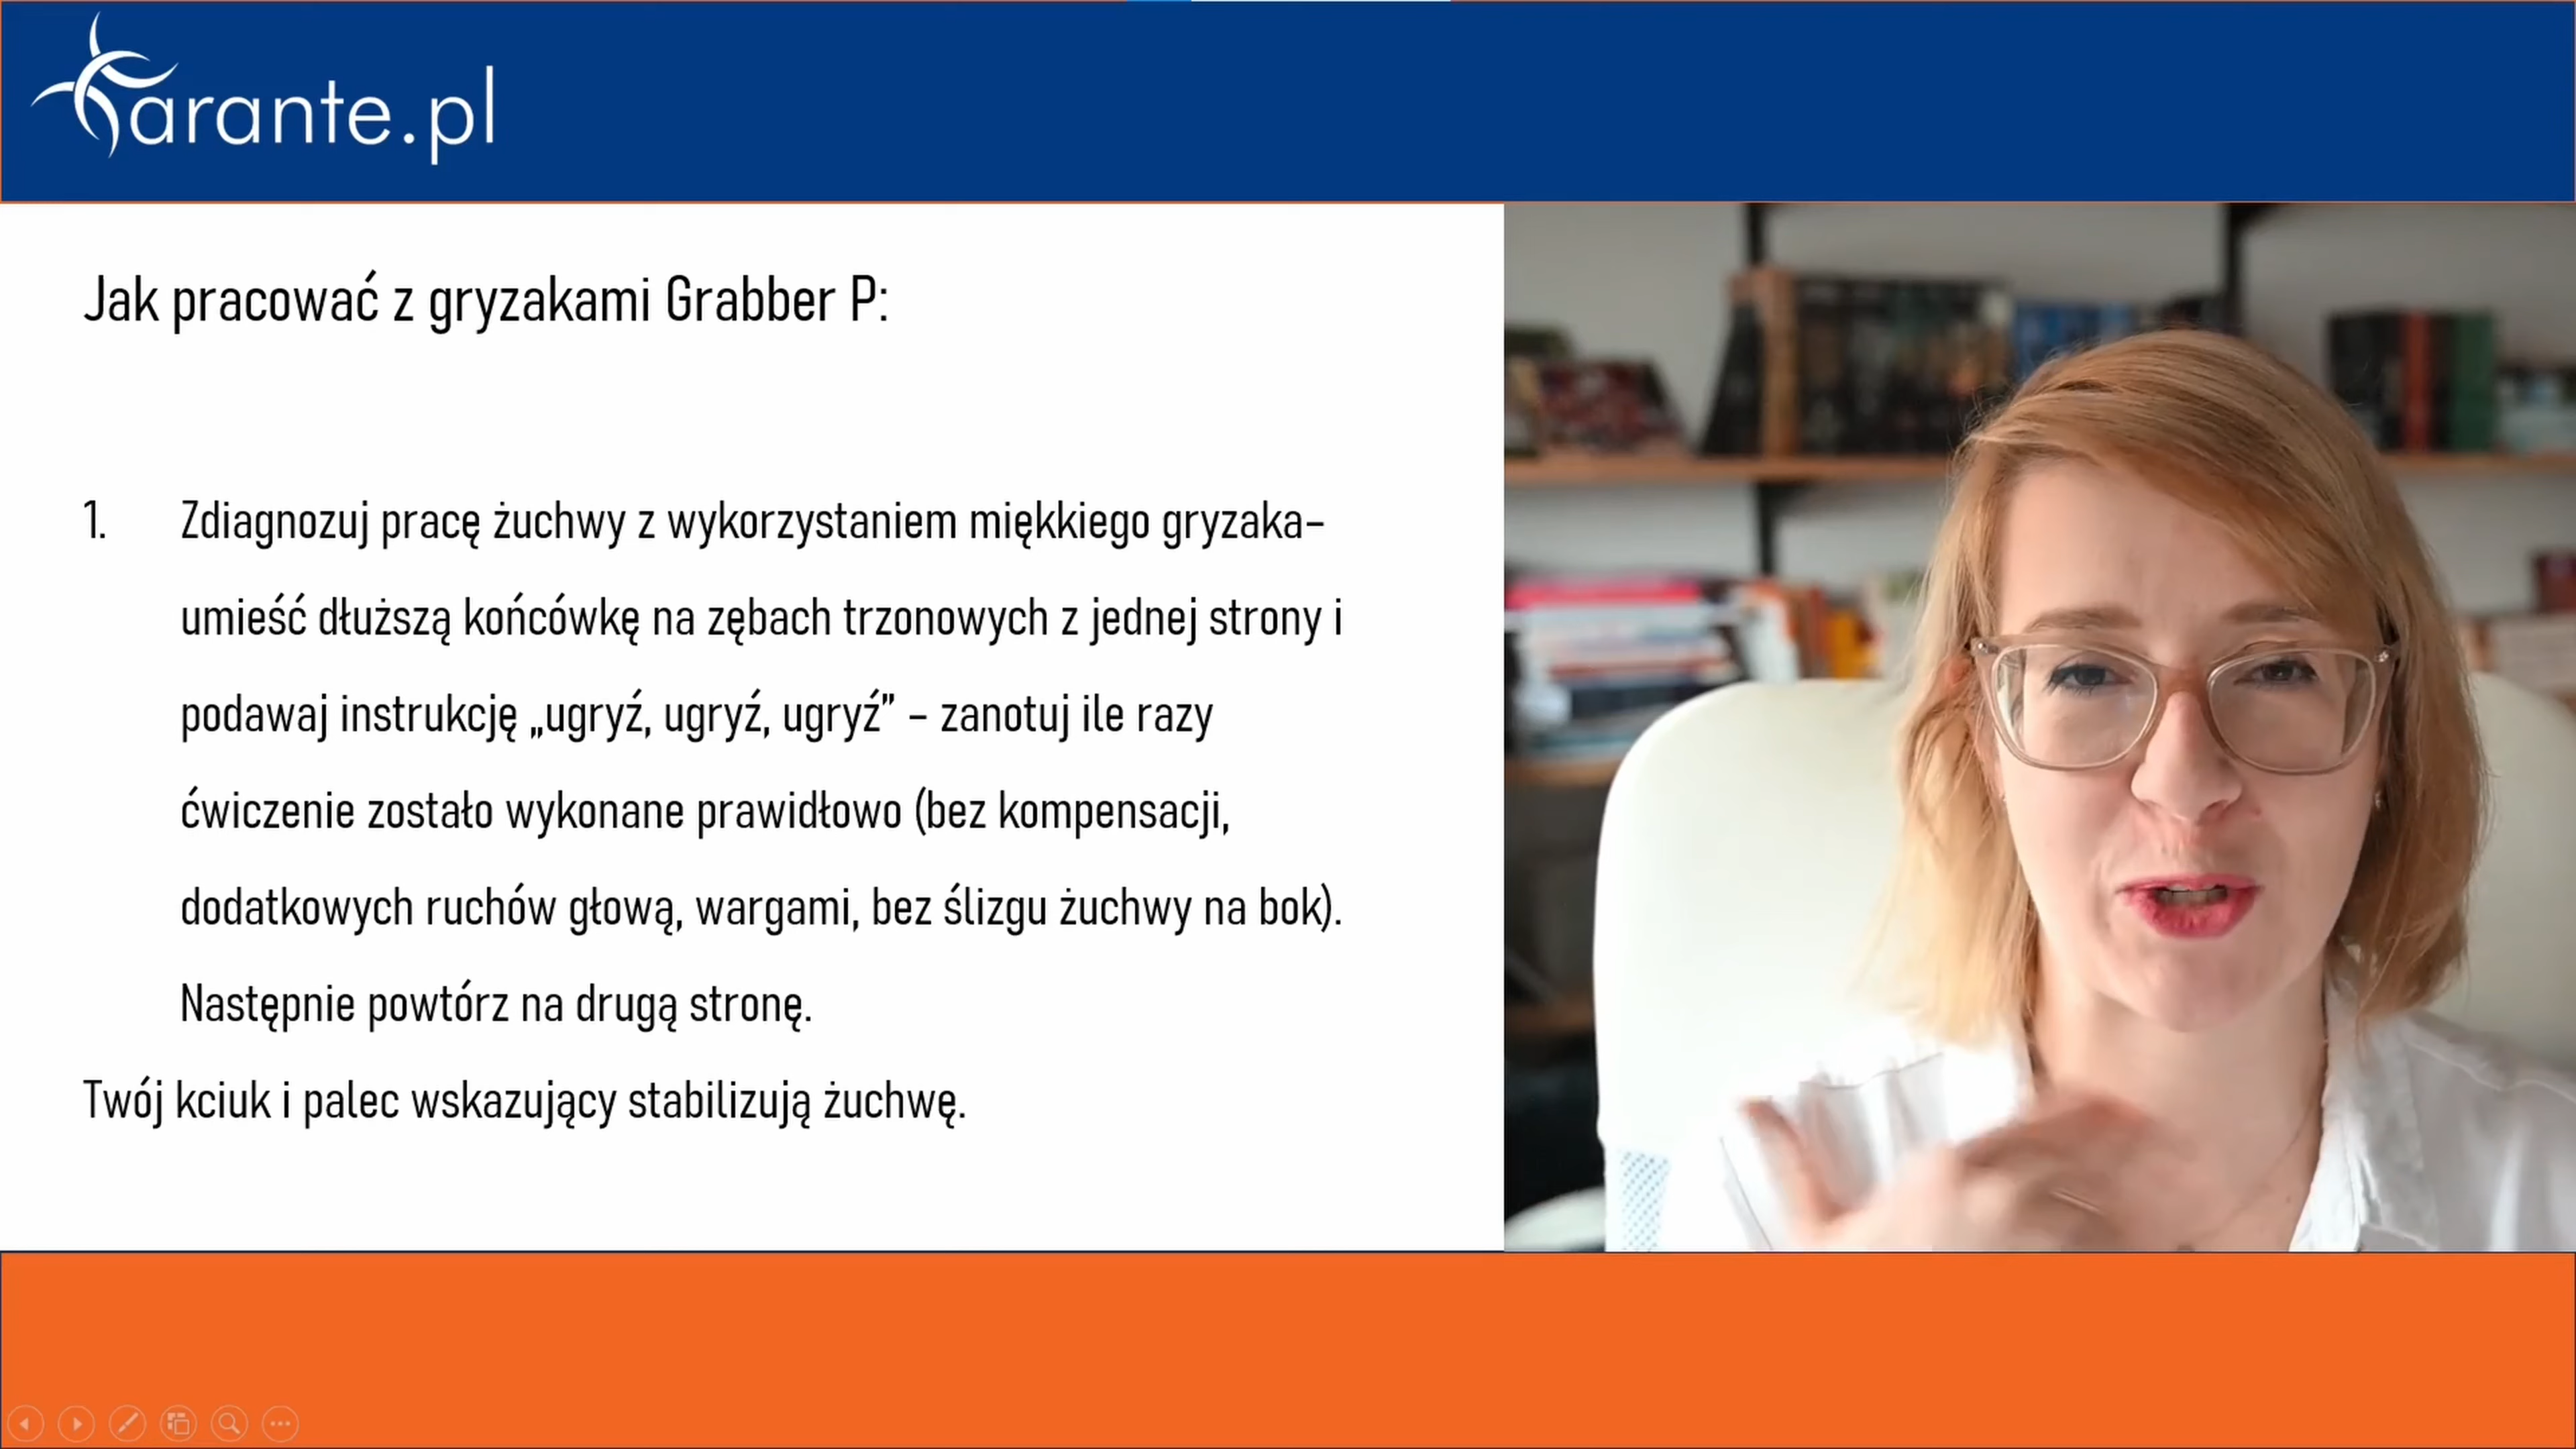 arante.pl
Jak pracować z gryzakami Grabber P:
1. Zdiagnozuj pracę żuchwy z wykorzystaniem miękkiego gryzaka–
umieść dłuższą końcówkę na zębach trzonowych z jednej strony i
podawaj instrukcję „ugryź, ugryź, ugryź” – zanotuj ile razy
ćwiczenie zostało wykonane prawidłowo (bez kompensacji,
dodatkowych ruchów głową, wargami, bez ślizgu żuchwy na bok).
Następnie powtórz na drugą stronę.
Twój kciuk i palec wskazujący stabilizują żuchwę.